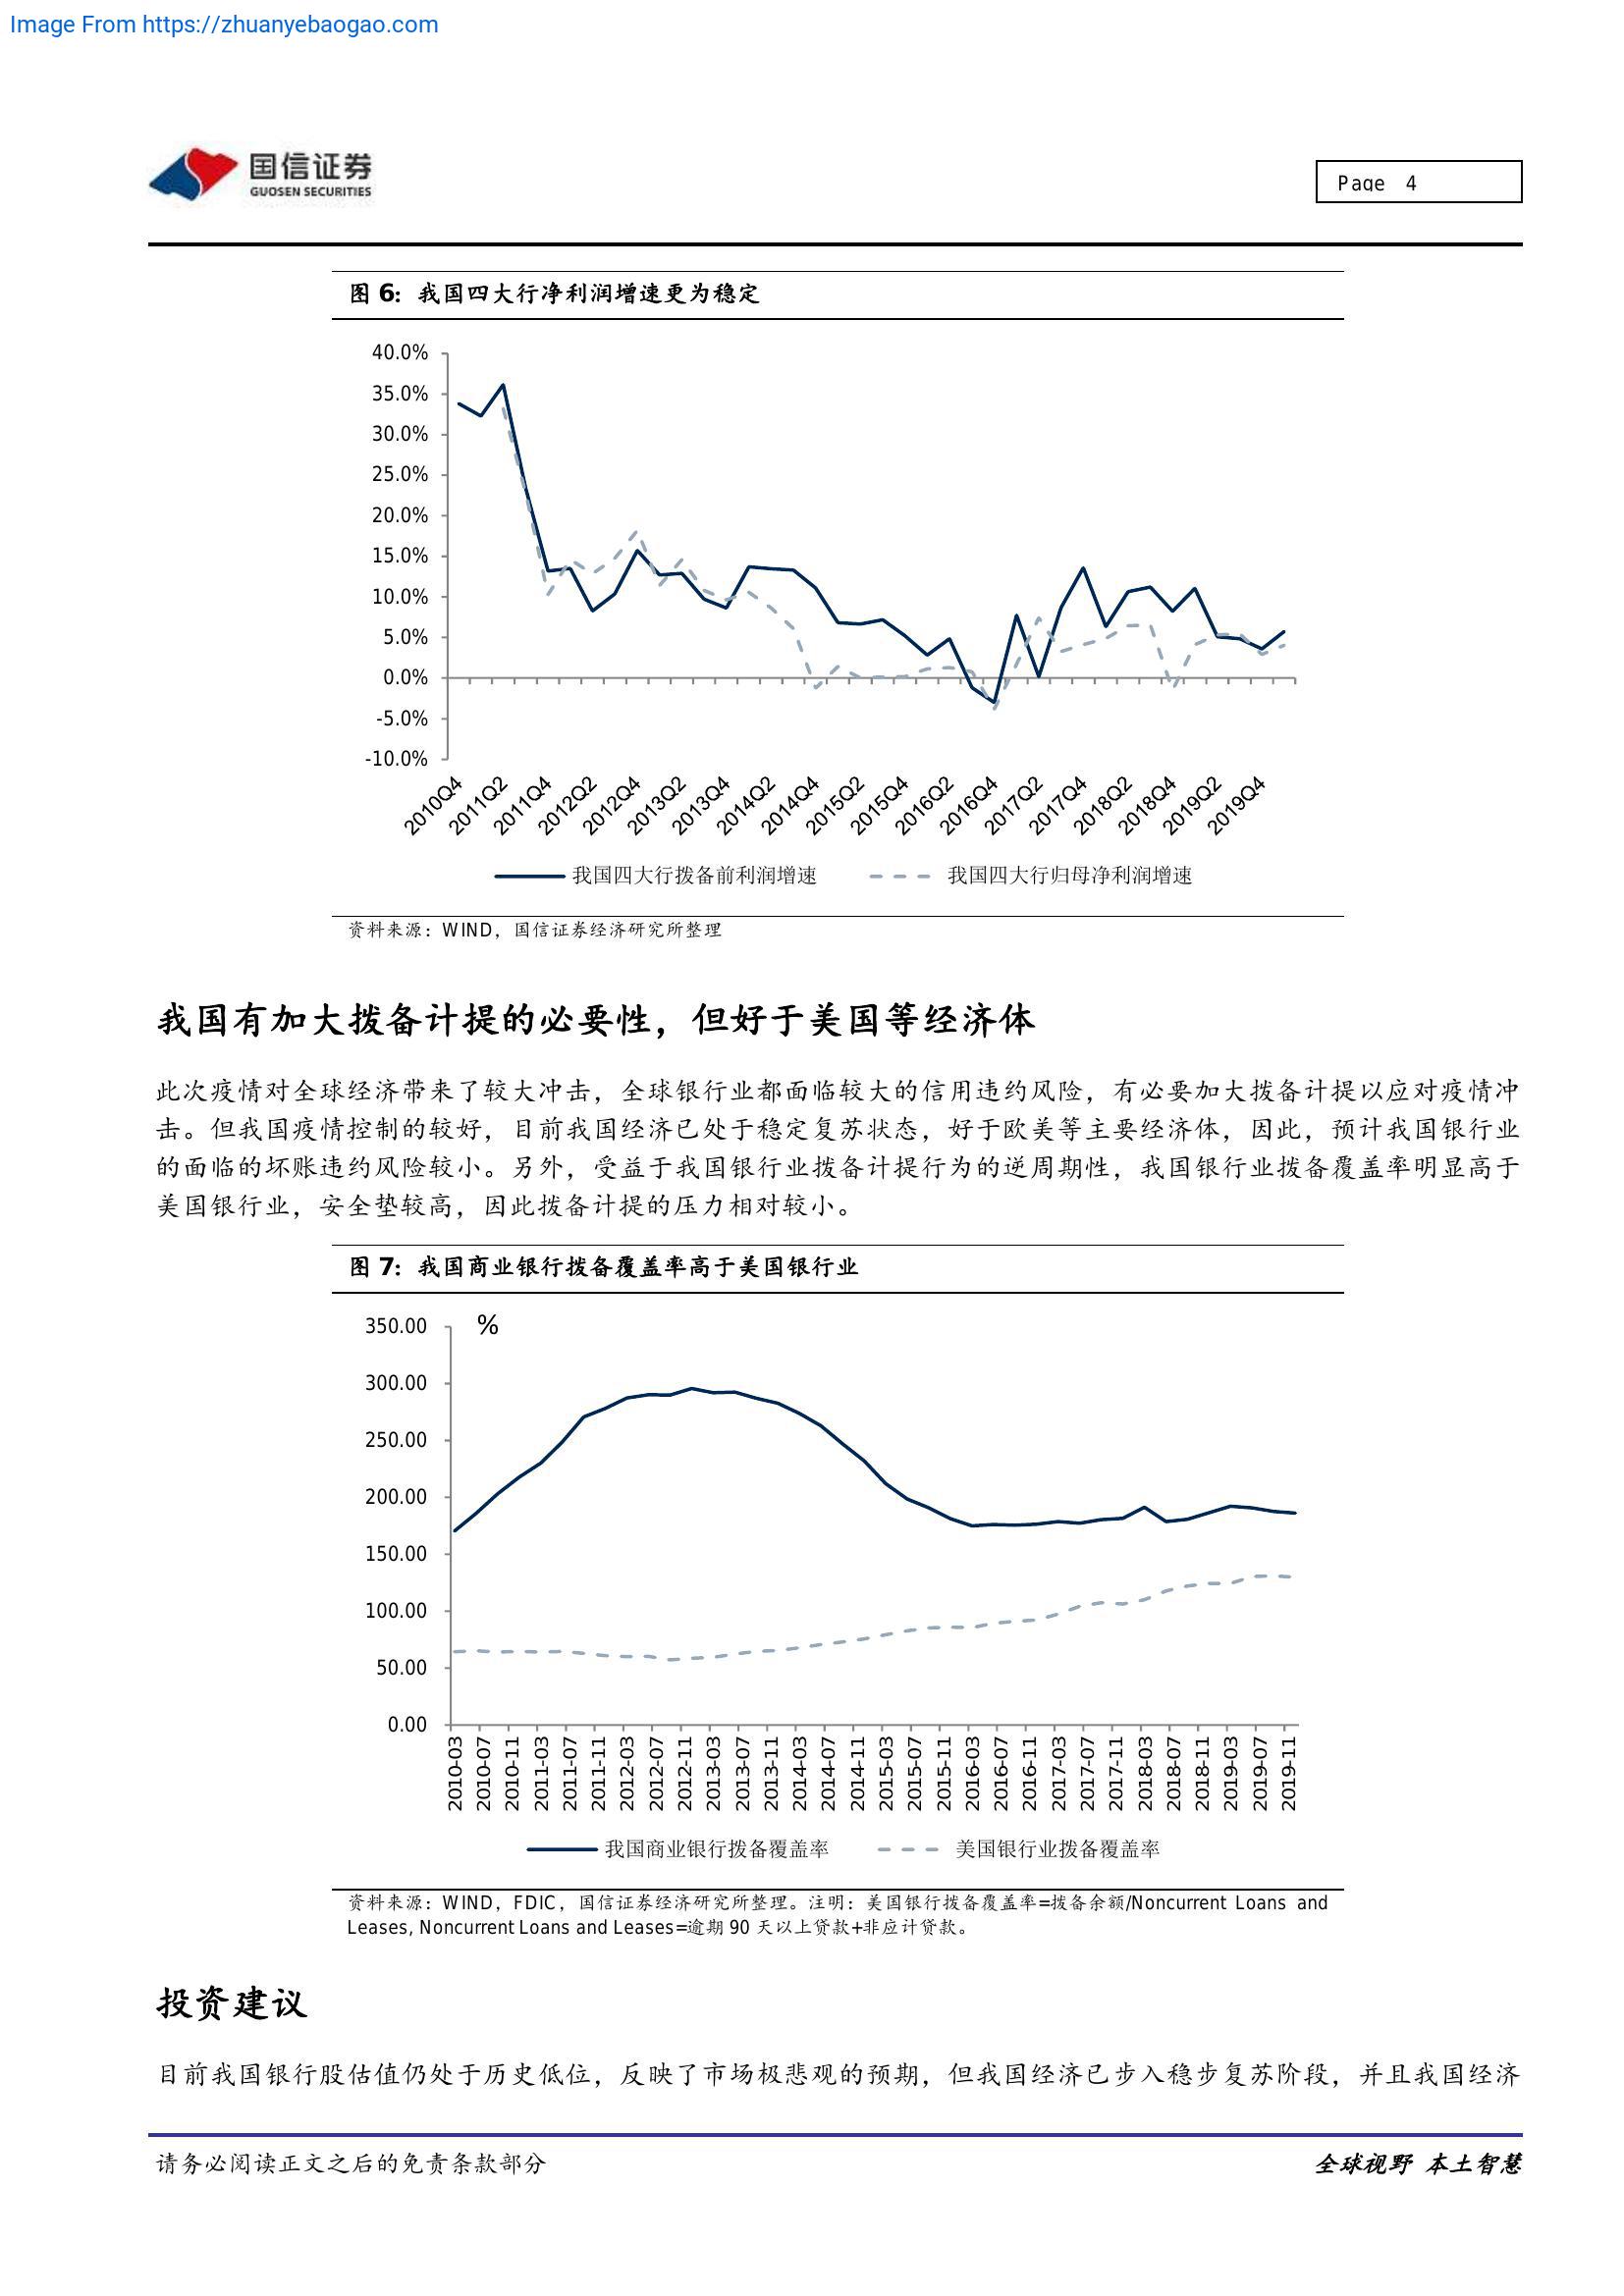 Image From https://zhuanyebaogao.com
国信证券
GUOSEN SECURITIES
Page 4
图 6：我国四大行净利润增速更为稳定
40.0%
35.0%
30.0%
25.0%
20.0%
15.0%
10.0%
5.0%
0.0%
-5.0%
-10.0%
2010Q4
2011Q2
2011Q4
2012Q2
2012Q4
2013Q2
2013Q4
2014Q2
2014Q4
2015Q2
2015Q4
2016Q2
2016Q4
2017Q2
2017Q4
2018Q2
2018Q4
2019Q2
2019Q4
我国四大行拨备前利润增速 我国四大行归母净利润增速
资料来源：WIND，国信证券经济研究所整理
我国有加大拨备计提的必要性，但好于美国等经济体
此次疫情对全球经济带来了较大冲击，全球银行业都面临较大的信用违约风险，有必要加大拨备计提以应对疫情冲
击。但我国疫情控制的较好，目前我国经济已处于稳定复苏状态，好于欧美等主要经济体，因此，预计我国银行业
的面临的坏账违约风险较小。另外，受益于我国银行业拨备计提行为的逆周期性，我国银行业拨备覆盖率明显高于
美国银行业，安全垫较高，因此拨备计提的压力相对较小。
图 7：我国商业银行拨备覆盖率高于美国银行业
%
350.00
300.00
250.00
200.00
150.00
100.00
50.00
0.00
2010-03
2010-07
2010-11
2011-03
2011-07
2011-11
2012-03
2012-07
2012-11
2013-03
2013-07
2013-11
2014-03
2014-07
2014-11
2015-03
2015-07
2015-11
2016-03
2016-07
2016-11
2017-03
2017-07
2017-11
2018-03
2018-07
2018-11
2019-03
2019-07
2019-11
我国商业银行拨备覆盖率 美国银行业拨备覆盖率
资料来源：WIND，FDIC，国信证券经济研究所整理。注明：美国银行拨备覆盖率=拨备余额/Noncurrent Loans and
Leases, Noncurrent Loans and Leases=逾期 90 天以上贷款+非应计贷款。
投资建议
目前我国银行股估值仍处于历史低位，反映了市场极悲观的预期，但我国经济已步入稳步复苏阶段，并且我国经济
请务必阅读正文之后的免责条款部分
全球视野 本土智慧